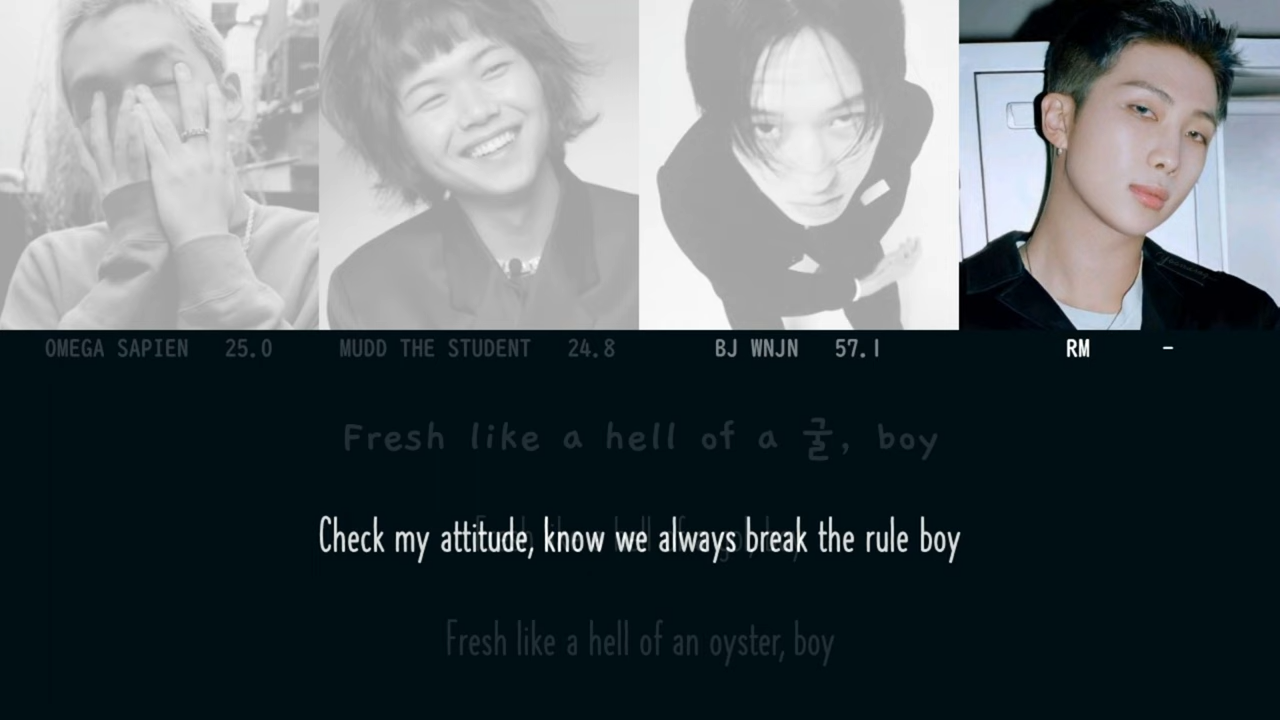 OMEGA SAPIEN 25.0
MUDD THE STUDENT 24.8
BJ WNJN 57.1
RM -
Fresh like a hell of a 굴, boy
Check my attitude, know we always break the rule boy
Fresh like a hell of an oyster, boy